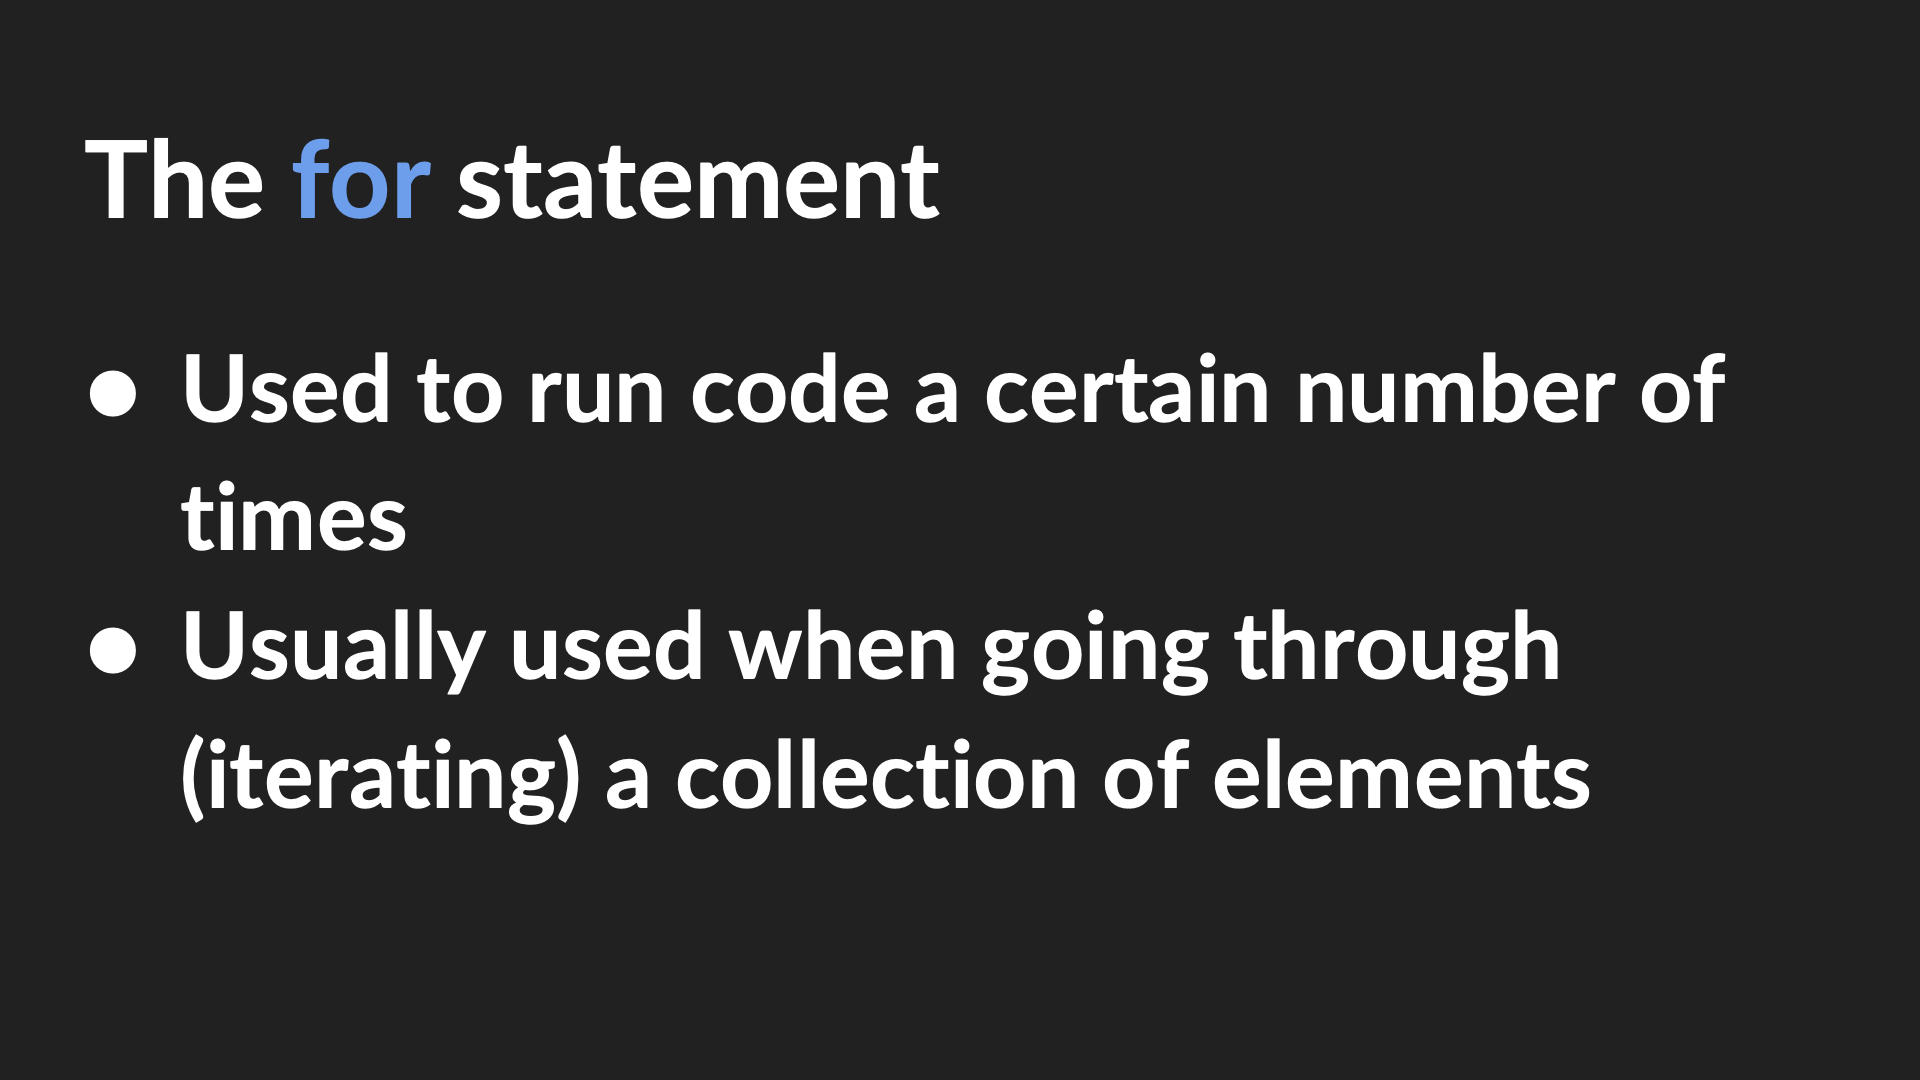 The for statement
● Used to run code a certain number of
times
● Usually used when going through
(iterating) a collection of elements